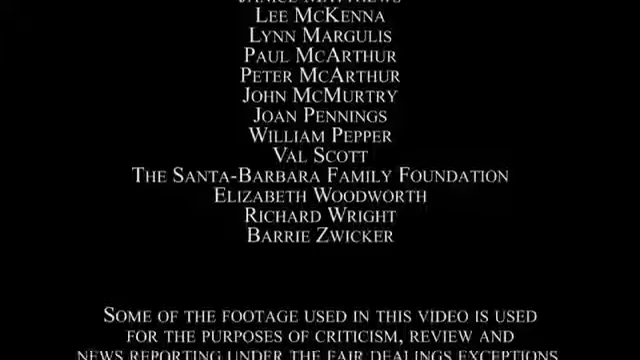 JANICE MATTHEWS
LEE MCKENNA
LYNN MARGULIS
PAUL MCARTHUR
PETER MCARTHUR
JOHN MCMURTRY
JOAN PENNINGS
WILLIAM PEPPER
VAL SCOTT
THE SANTA-BARBARA FAMILY FOUNDATION
ELIZABETH WOODWORTH
RICHARD WRIGHT
BARRIE ZWICKER
SOME OF THE FOOTAGE USED IN THIS VIDEO IS USED
FOR THE PURPOSES OF CRITICISM, REVIEW AND
NEWS REPORTING UNDER THE FAIR DEALINGS EXCEPTIONS